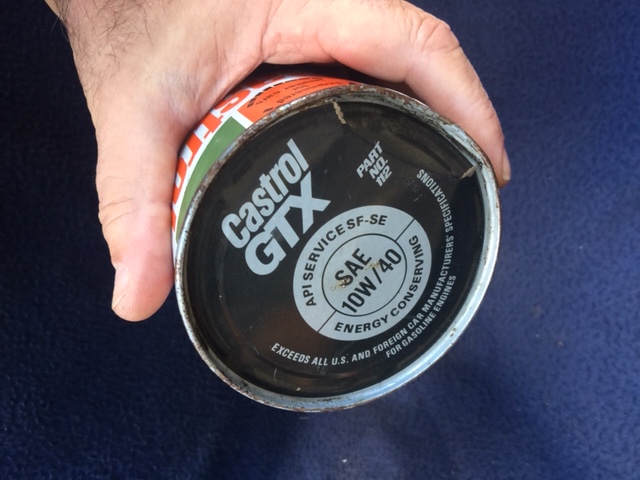 Castrol
GTX
PART
NO.
112
API SERVICE SF-SE
SAE
10W/40
ENERGY CONSERVING
EXCEEDS ALL U.S. AND FOREIGN CAR MANUFACTURERS' SPECIFICATIONS
FOR GASOLINE ENGINES